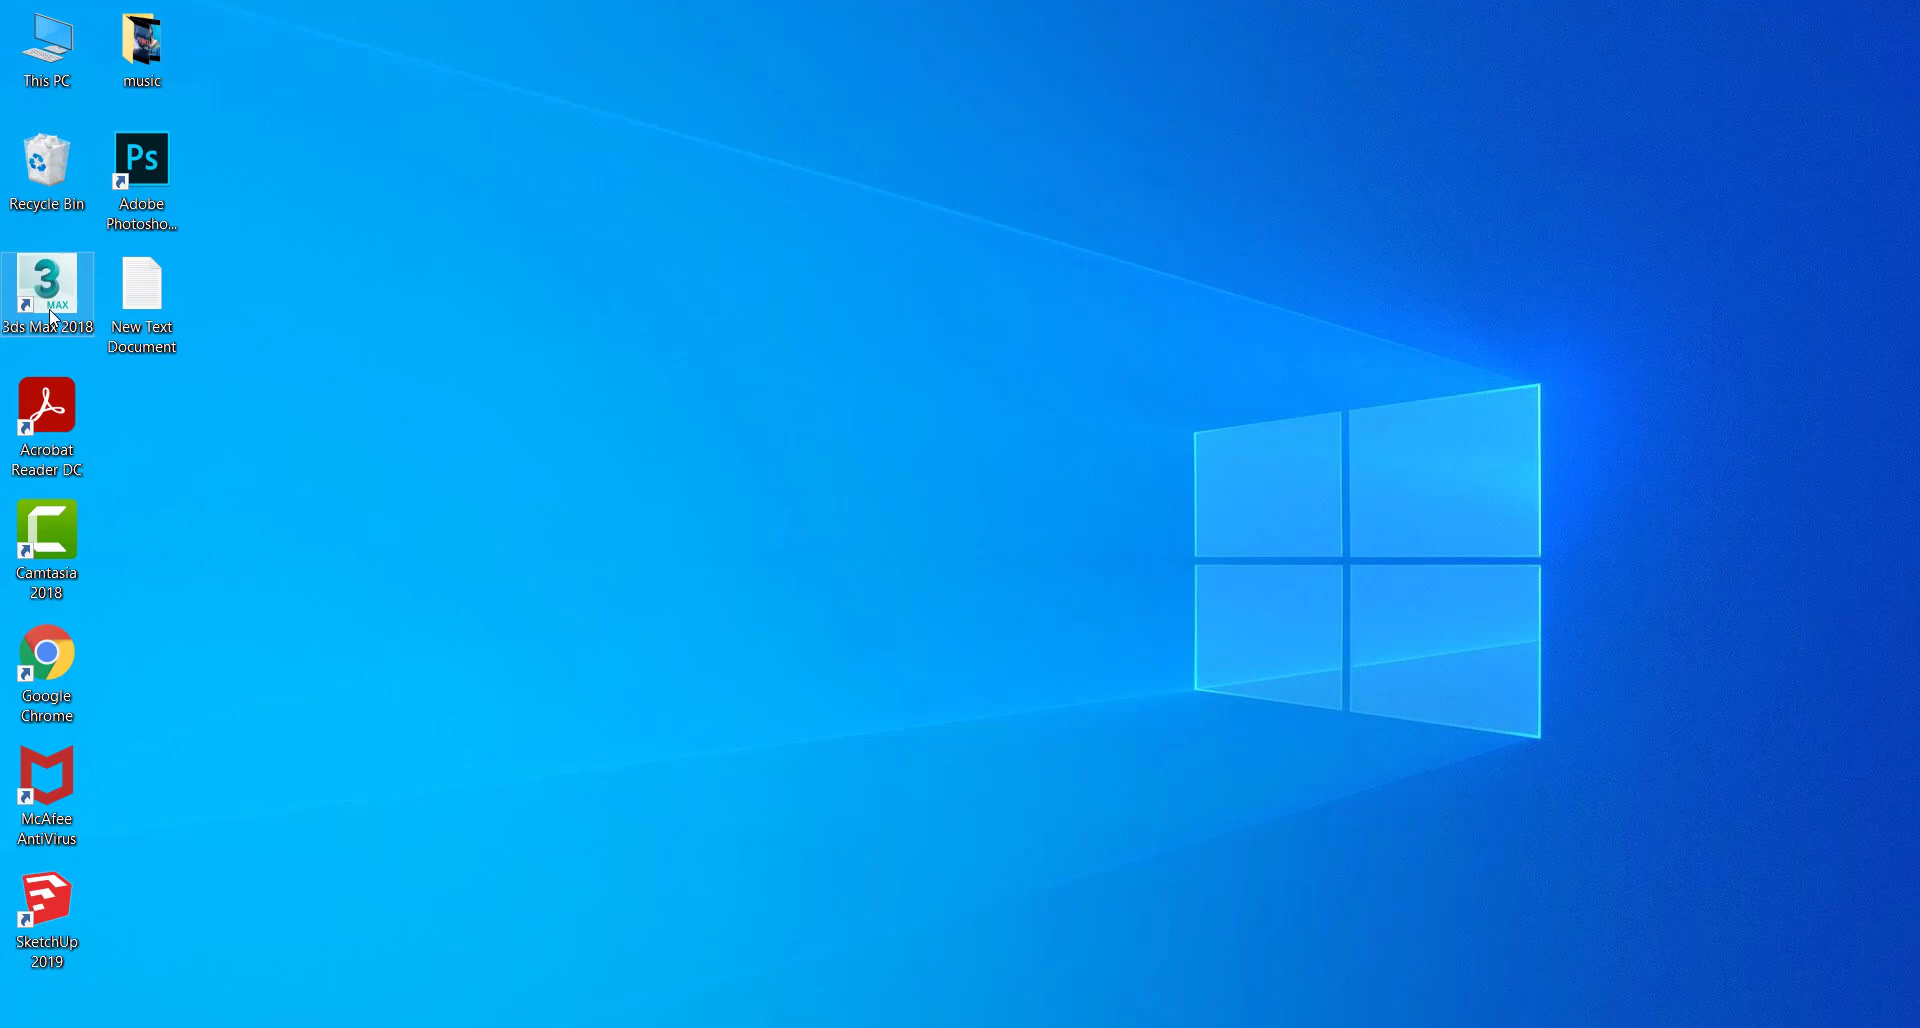 This PC
music
Recycle Bin
Ps
Adobe
Photosho...
3
MAX
3ds Max 2018
New Text
Document
Acrobat
Reader DC
Camtasia
2018
Google
Chrome
McAfee
AntiVirus
SketchUp
2019